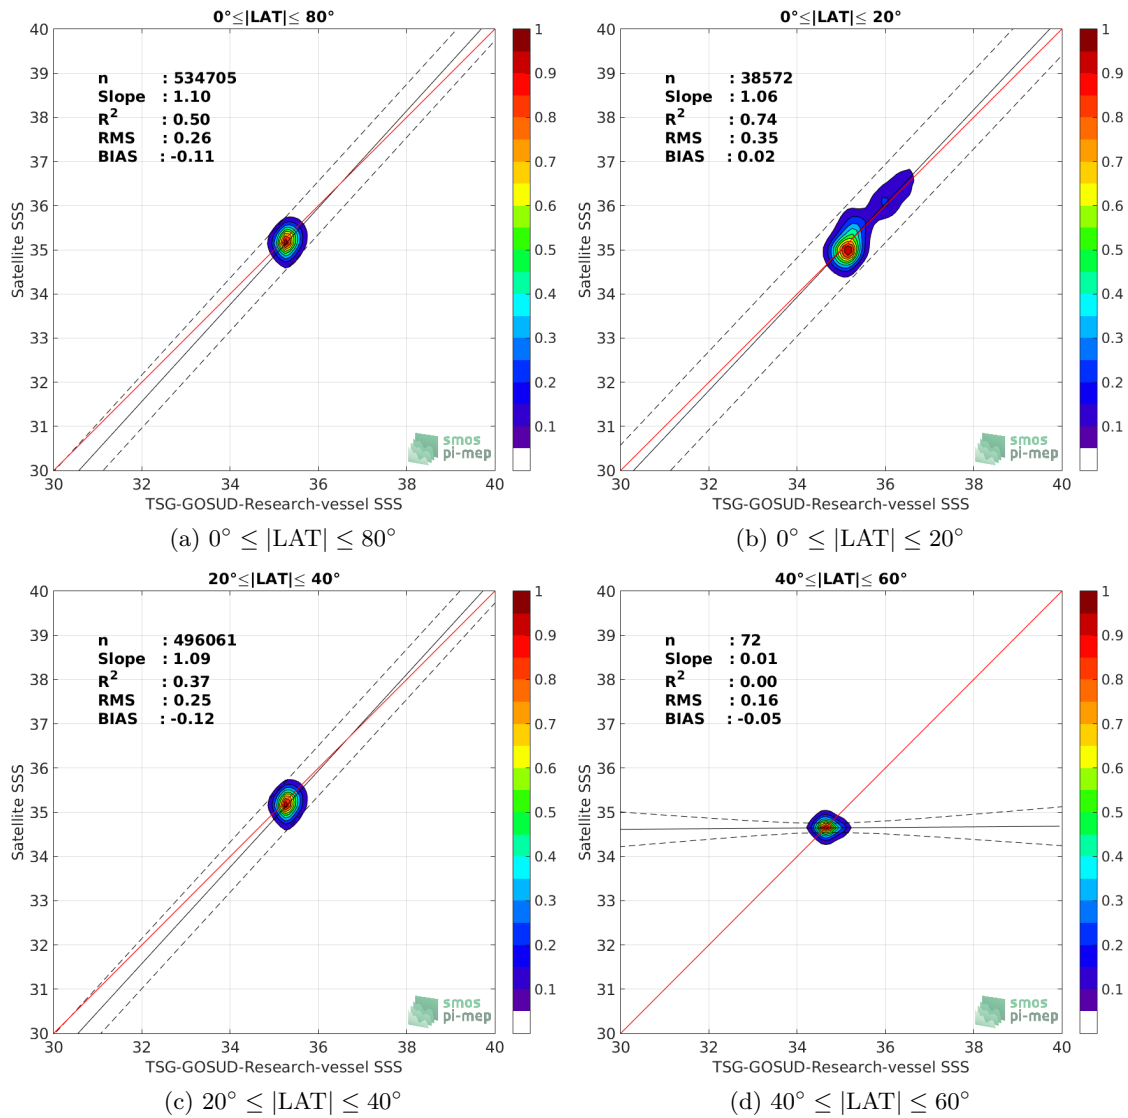 0°≤|LAT|≤ 80°
n : 534705
Slope : 1.10
R2 : 0.50
RMS : 0.26
BIAS : -0.11
40
39
38
37
36
35
34
33
32
31
30
30 32 34 36 38 40
Satellite SSS
TSG-GOSUD-Research-vessel SSS
1
0.9
0.8
0.7
0.6
0.5
0.4
0.3
0.2
0.1
smos
pi-mep
(a) 0° ≤ |LAT| ≤ 80°
0°≤|LAT|≤ 20°
n : 38572
Slope : 1.06
R2 : 0.74
RMS : 0.35
BIAS : 0.02
40
39
38
37
36
35
34
33
32
31
30
30 32 34 36 38 40
Satellite SSS
TSG-GOSUD-Research-vessel SSS
1
0.9
0.8
0.7
0.6
0.5
0.4
0.3
0.2
0.1
smos
pi-mep
(b) 0° ≤ |LAT| ≤ 20°
20°≤|LAT|≤ 40°
n : 496061
Slope : 1.09
R2 : 0.37
RMS : 0.25
BIAS : -0.12
40
39
38
37
36
35
34
33
32
31
30
30 32 34 36 38 40
Satellite SSS
TSG-GOSUD-Research-vessel SSS
1
0.9
0.8
0.7
0.6
0.5
0.4
0.3
0.2
0.1
smos
pi-mep
(c) 20° ≤ |LAT| ≤ 40°
40°≤|LAT|≤ 60°
n : 72
Slope : 0.01
R2 : 0.00
RMS : 0.16
BIAS : -0.05
40
39
38
37
36
35
34
33
32
31
30
30 32 34 36 38 40
Satellite SSS
TSG-GOSUD-Research-vessel SSS
1
0.9
0.8
0.7
0.6
0.5
0.4
0.3
0.2
0.1
smos
pi-mep
(d) 40° ≤ |LAT| ≤ 60°